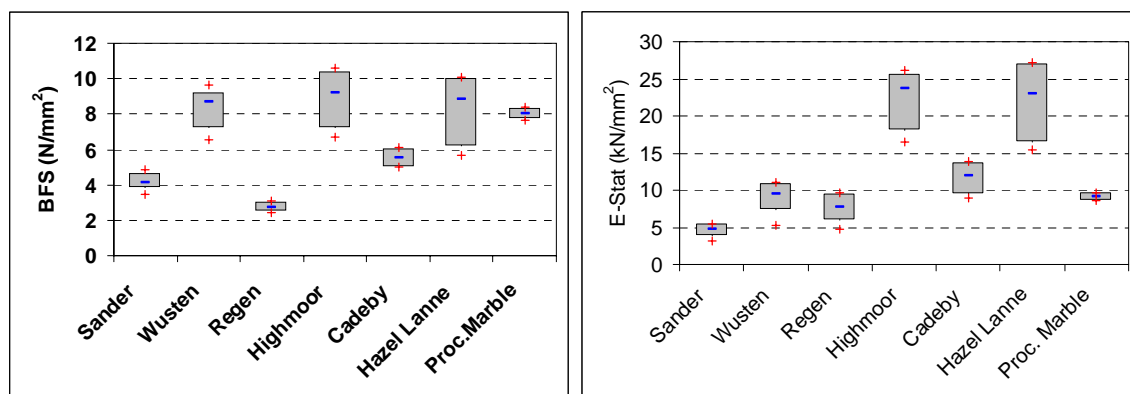 BFS (N/mm²)
12
10
8
6
4
2
0
Sander
Wusten
Regen
Highmoor
Cadeby
Hazel Lanne
Proc.Marble
E-Stat (kN/mm²)
30
25
20
15
10
5
0
Sander
Wusten
Regen
Highmoor
Cadeby
Hazel Lanne
Proc. Marble